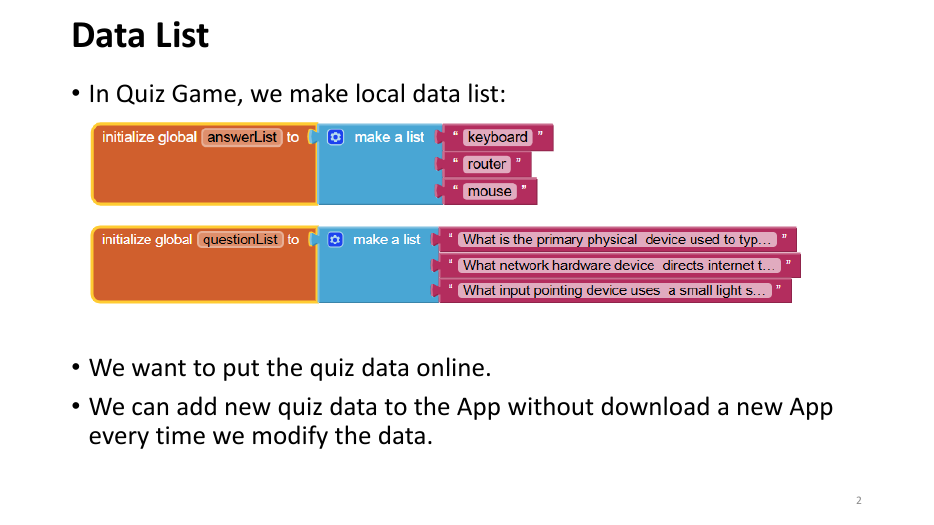 Data List
• In Quiz Game, we make local data list:
initialize global answerList to make a list " keyboard "
" router "
" mouse "
initialize global questionList to make a list " What is the primary physical device used to typ... "
" What network hardware device directs internet t... "
" What input pointing device uses a small light s... "
• We want to put the quiz data online.
• We can add new quiz data to the App without download a new App
every time we modify the data.
2